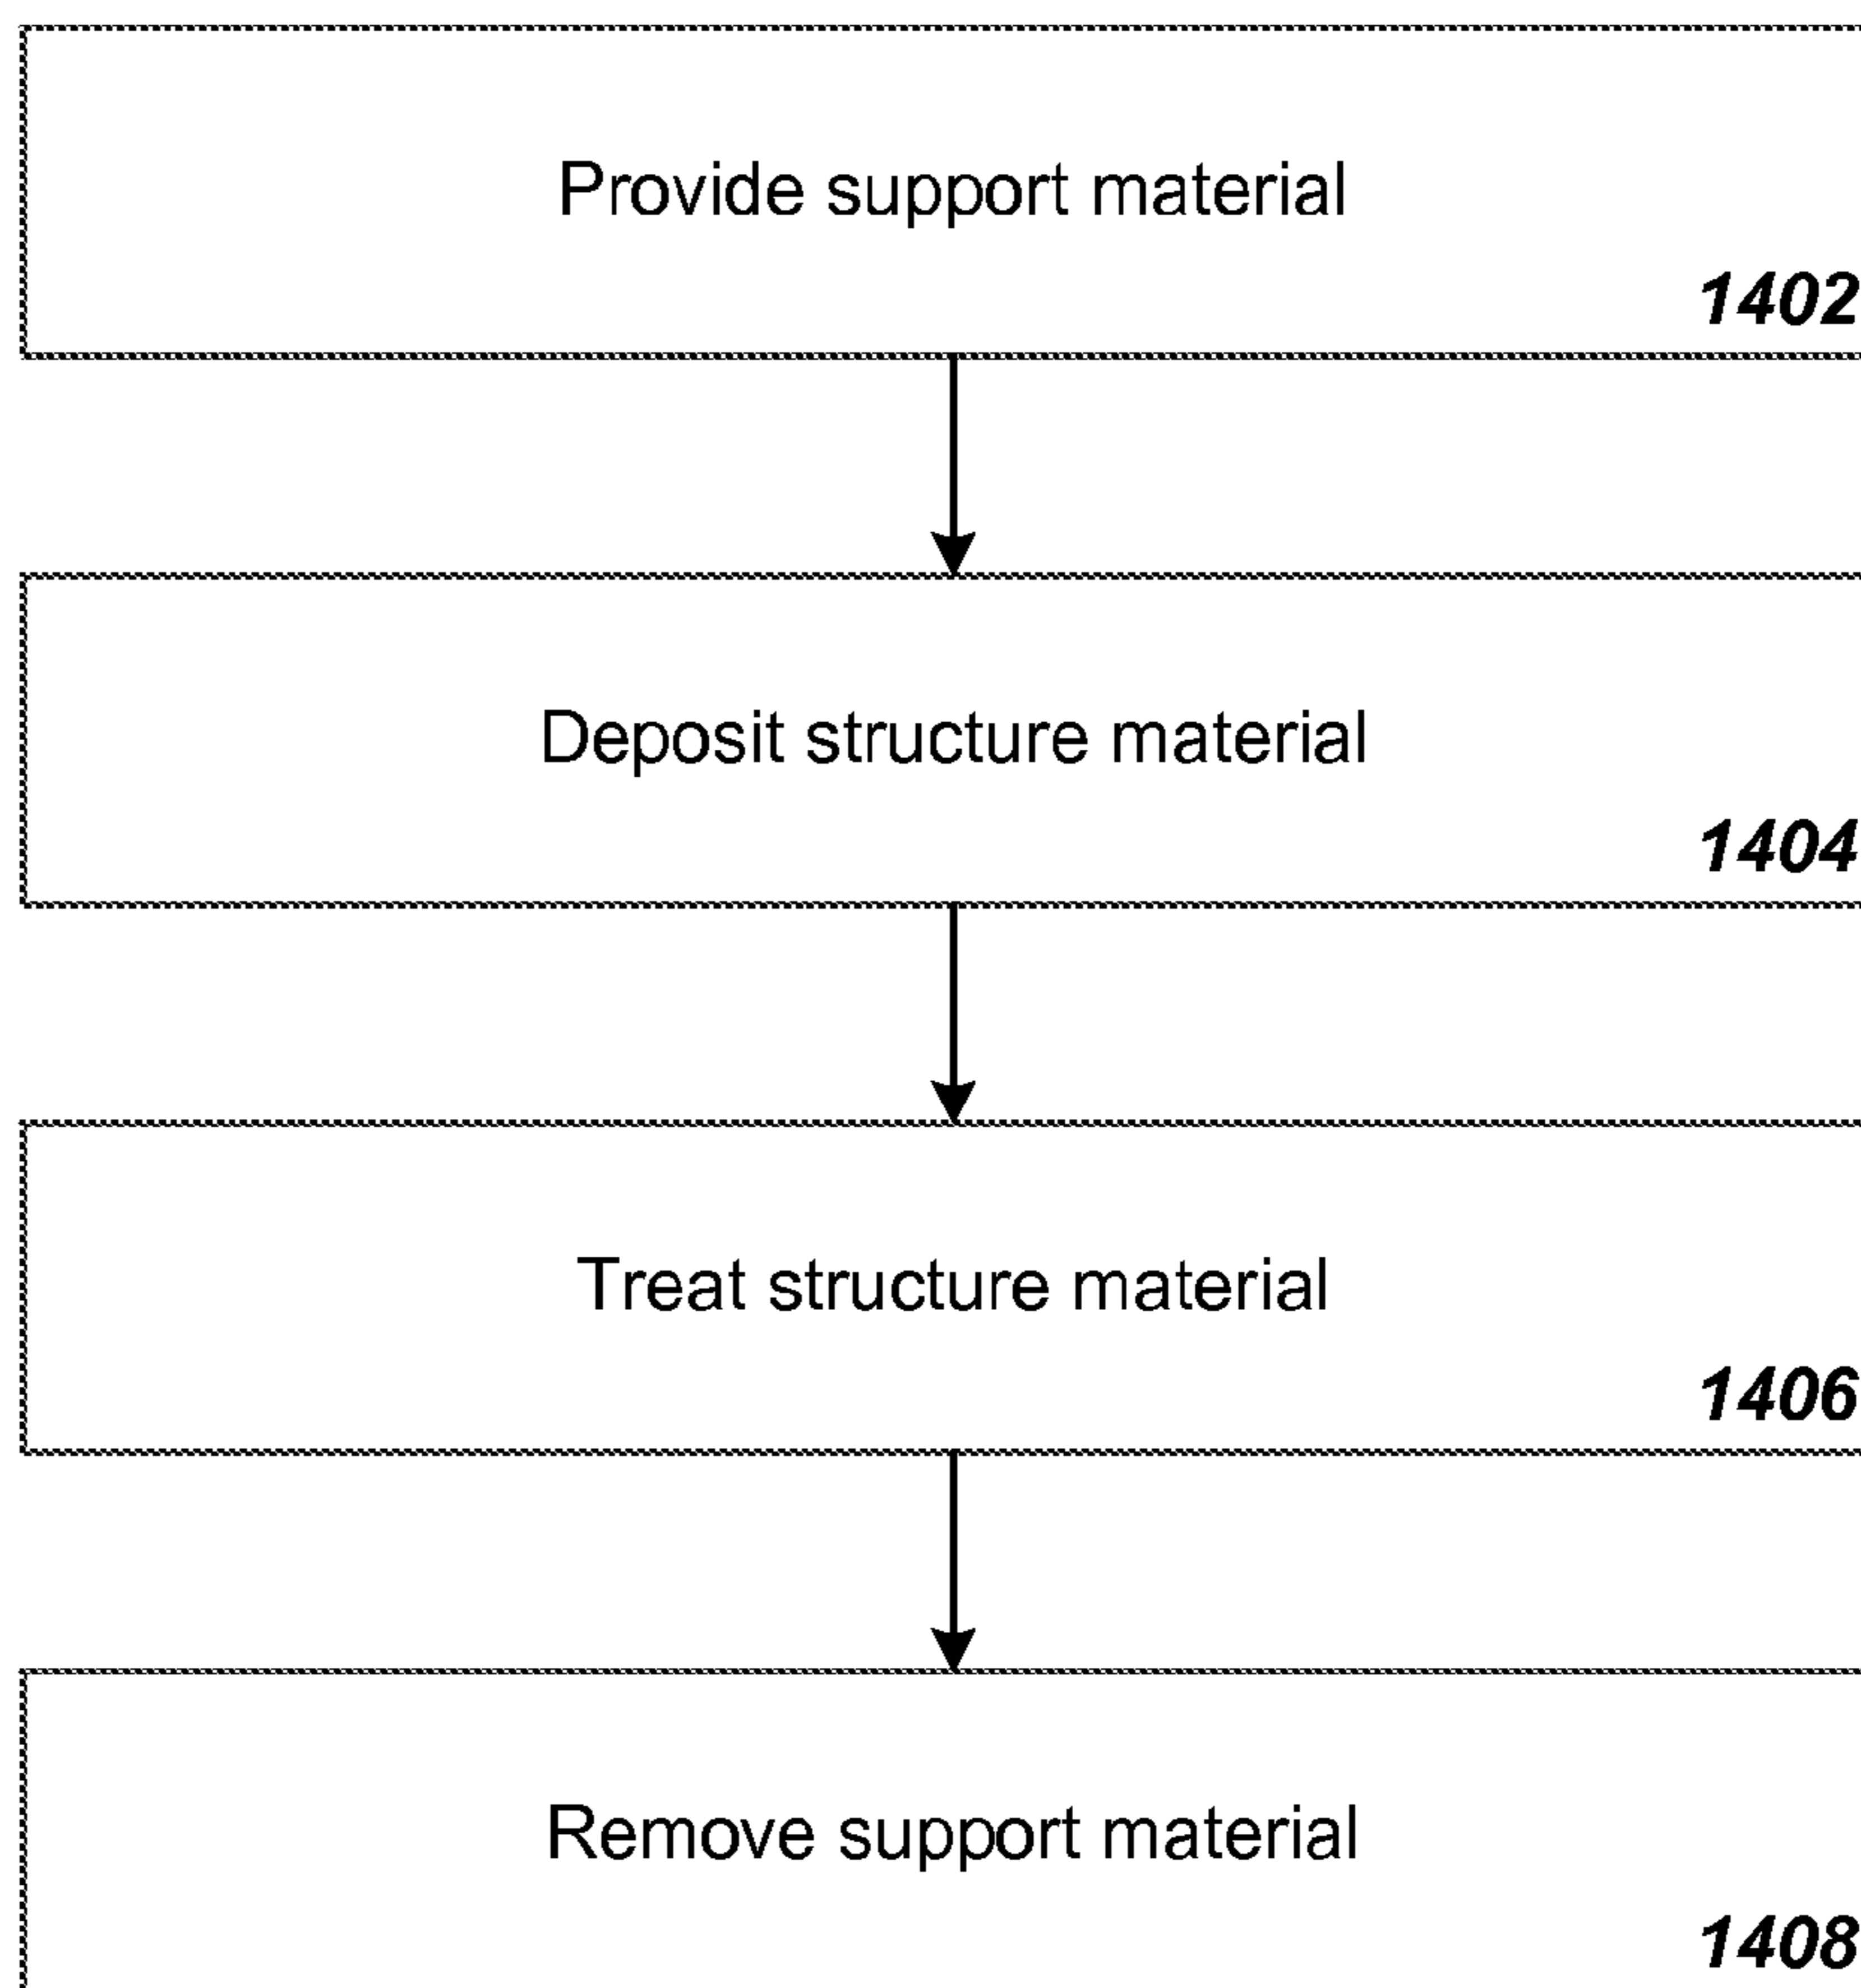 Provide support material
1402
Deposit structure material
1404
Treat structure material
1406
Remove support material
1408